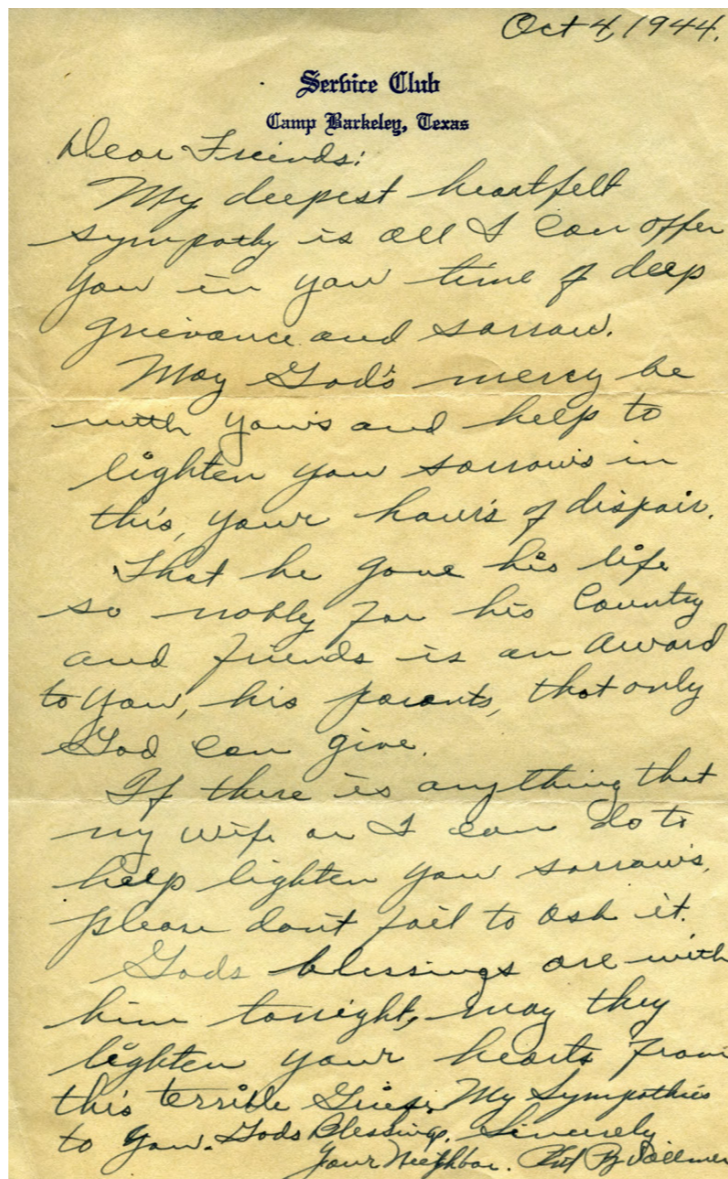 Oct 4, 1944.
Service Club
Camp Barkeley, Texas
Dear Freinds:
My deepest heartfelt
sympathy is all I can offer
you in your time of deep
grievance and sorrow.
May God's mercy be
with your's and help to
lighten your sorrows in
this, your hour's of dispair.
That he gave his life
so nobly for his Country
and friends is an Award
to you, his parents, that only
God can give.
If there is anything that
my wife or I can do to
help lighten your sorrows,
please don't fail to ask it.
Gods blessings are with
him tonight, may they
lighten your hearts from
this terrible Grief. My Sympathies
to you. Gods Blessings, Sincerely
Your Neighbor. Pvt